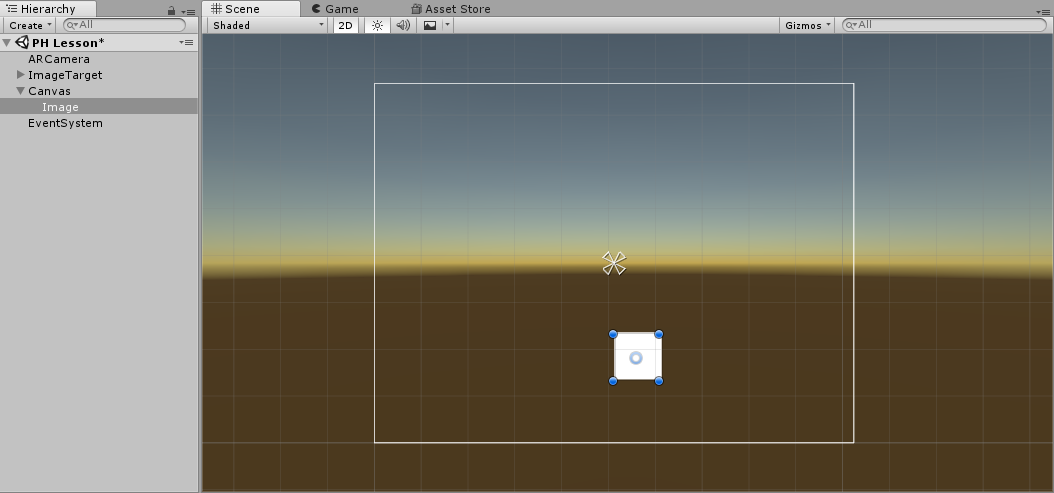 Hierarchy
Create
All
PH Lesson*
ARCamera
ImageTarget
Canvas
Image
EventSystem
Scene Game Asset Store
Shaded 2D Gizmos All